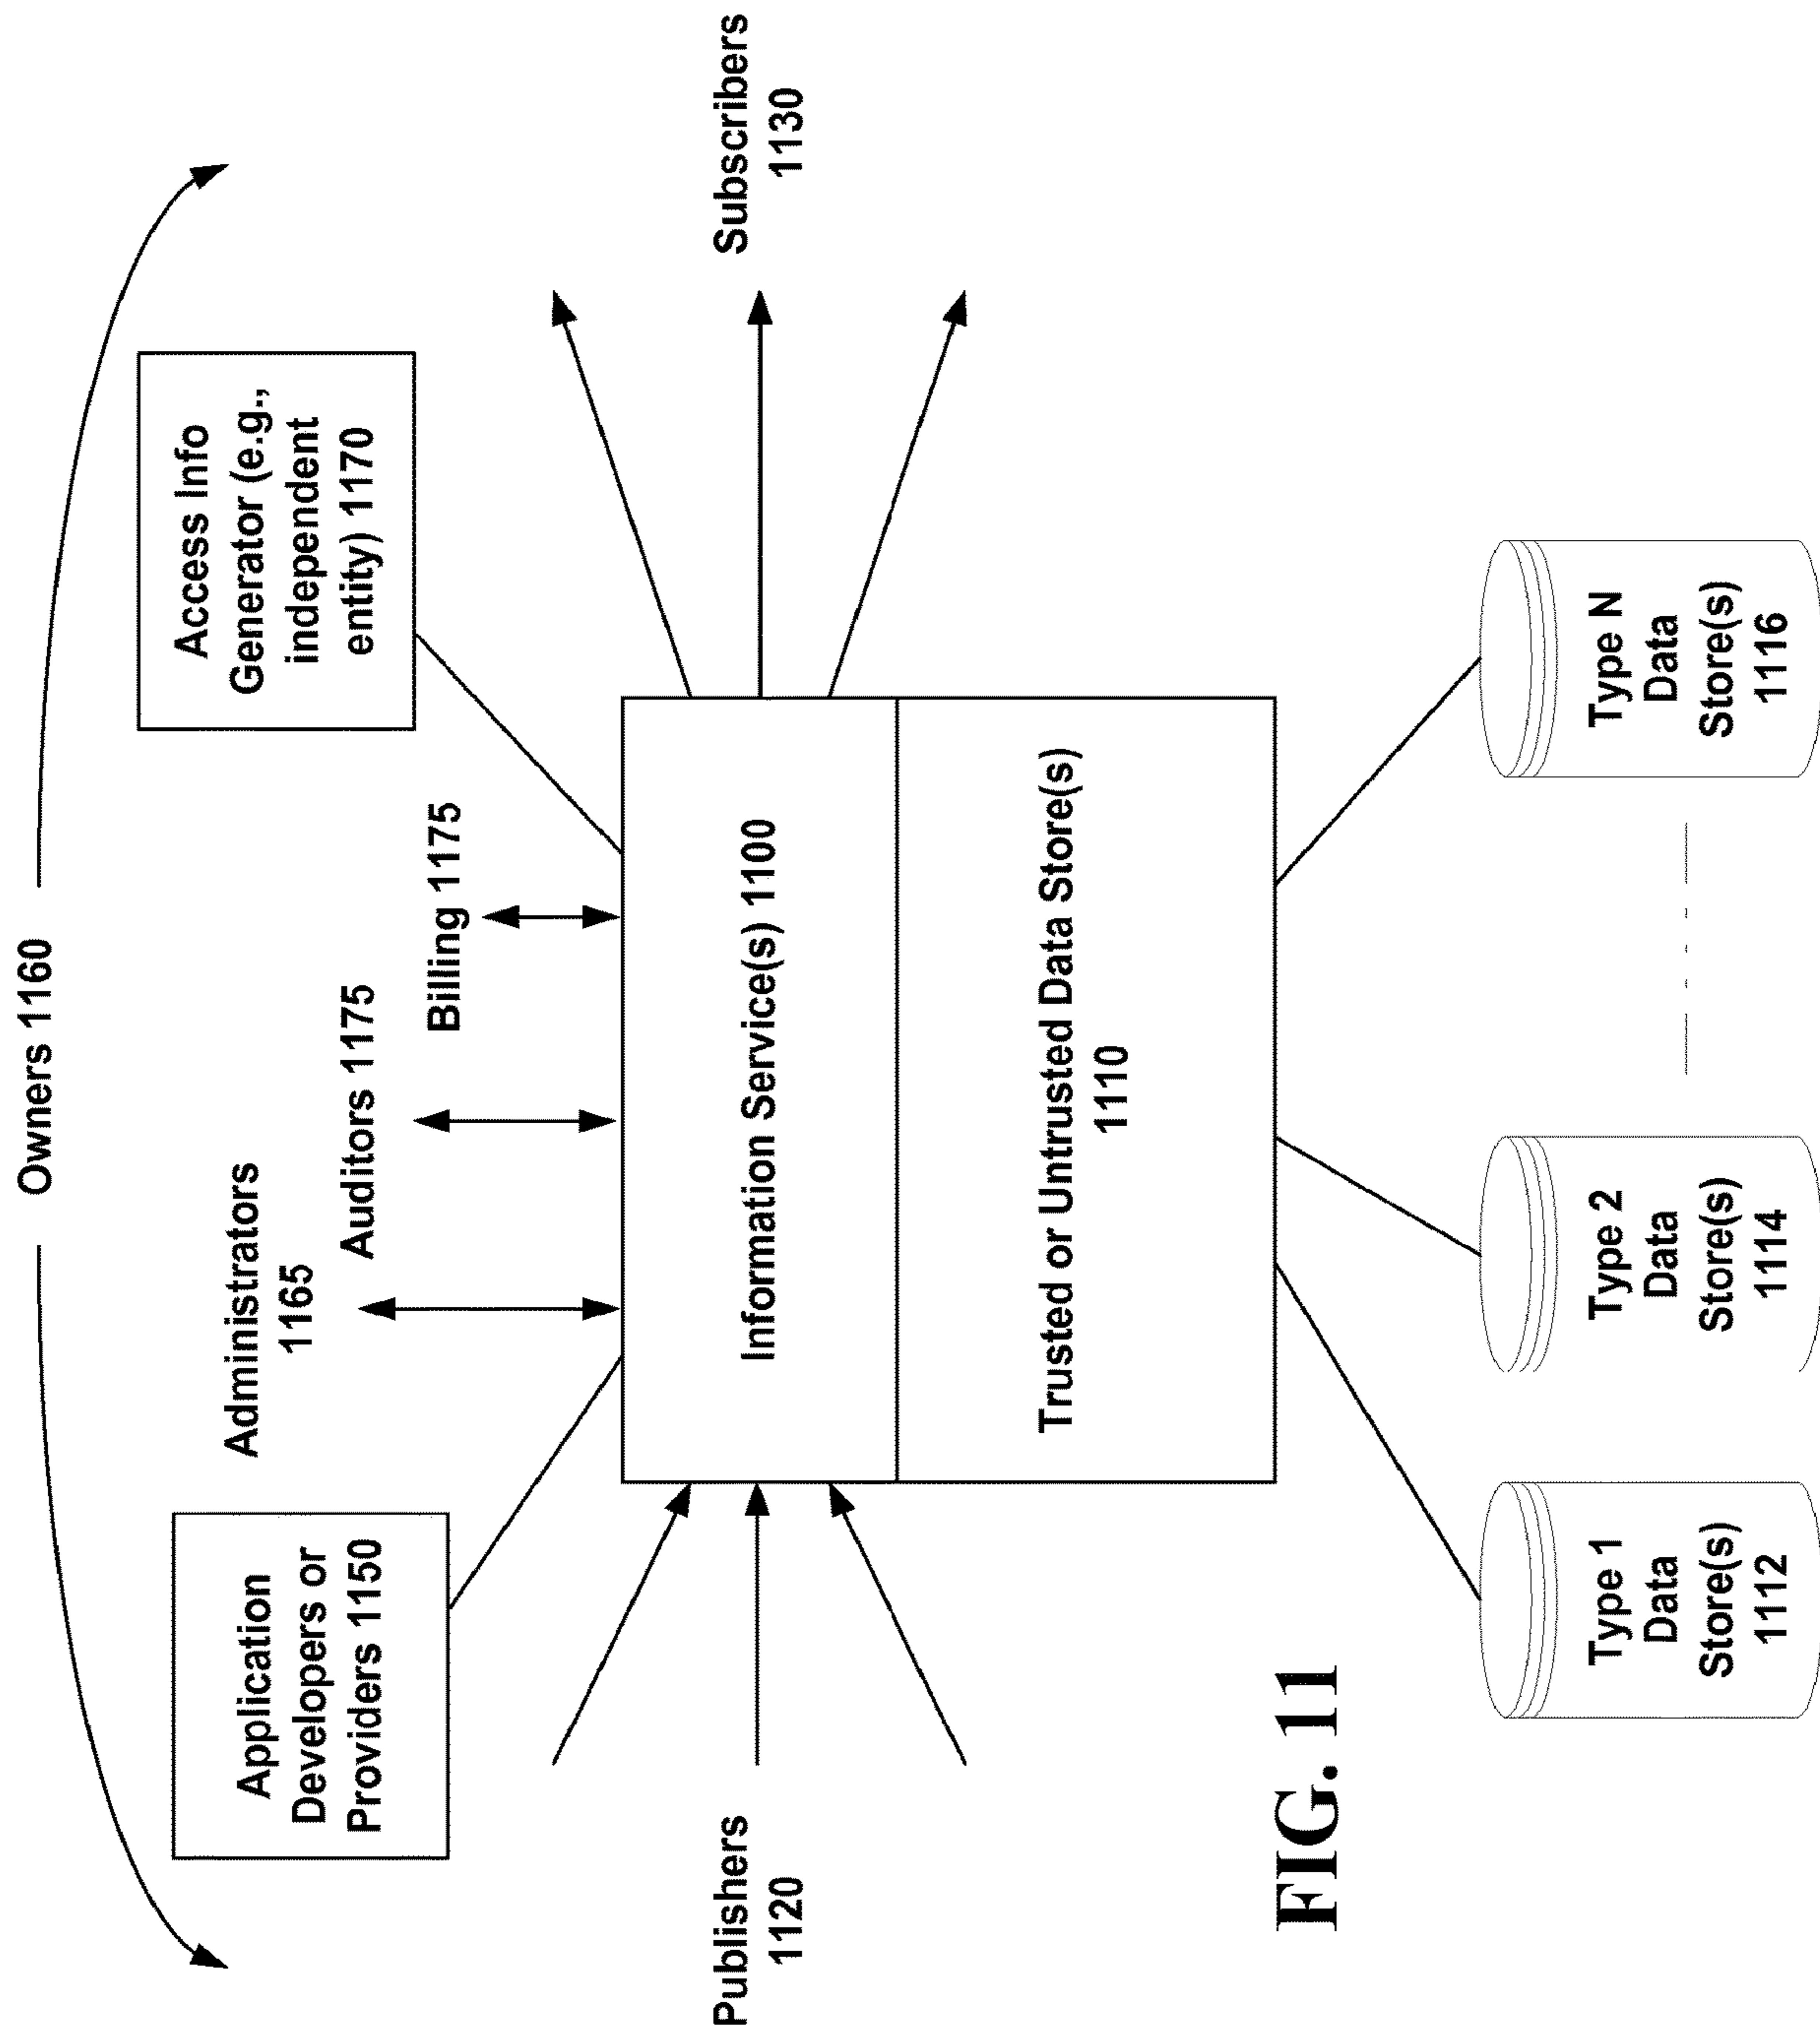 Owners 1160
Application
Developers or
Providers 1150
Administrators
1165
Auditors 1175
Billing 1175
Access Info
Generator (e.g.,
independent
entity) 1170
Publishers
1120
Information Service(s) 1100
Subscribers
1130
Trusted or Untrusted Data Store(s)
1110
FIG. 11
Type 1
Data
Store(s)
1112
Type 2
Data
Store(s)
1114
Type N
Data
Store(s)
1116